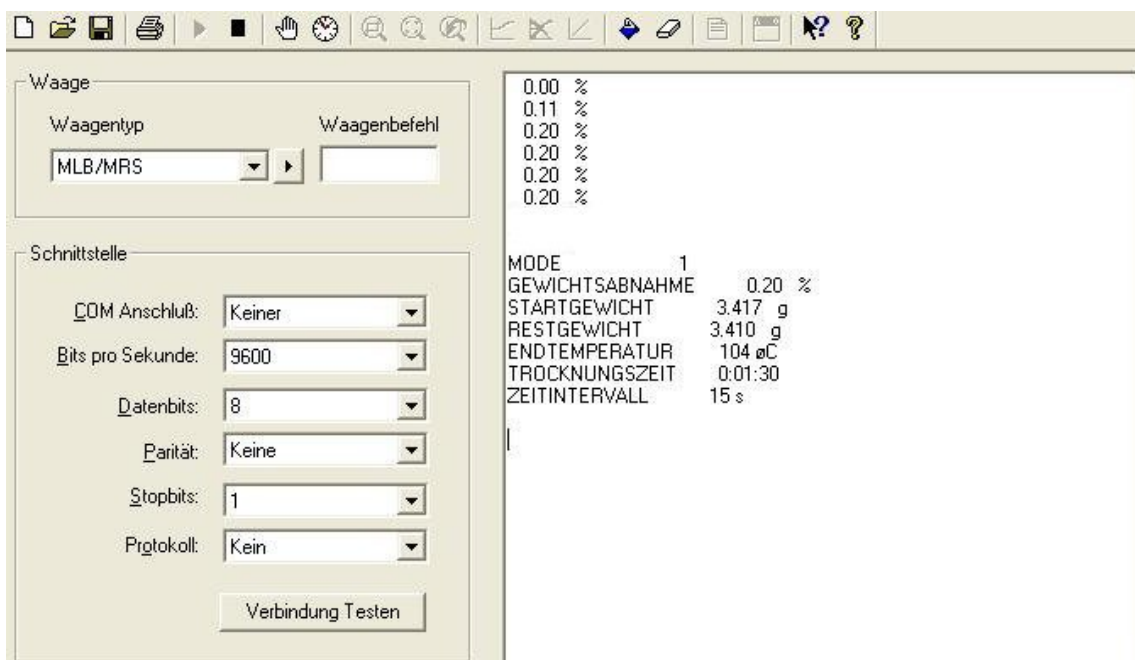 Waage
Waagentyp Waagenbefehl
MLB/MRS
Schnittstelle
COM Anschluß: Keiner
Bits pro Sekunde: 9600
Datenbits: 8
Parität: Keine
Stopbits: 1
Protokoll: Kein
Verbindung Testen
0.00 %
0.11 %
0.20 %
0.20 %
0.20 %
0.20 %
MODE 1
GEWICHTSABNAHME 0.20 %
STARTGEWICHT 3.417 g
RESTGEWICHT 3.410 g
ENDTEMPERATUR 104 øC
TROCKNUNGSZEIT 0:01:30
ZEITINTERVALL 15 s